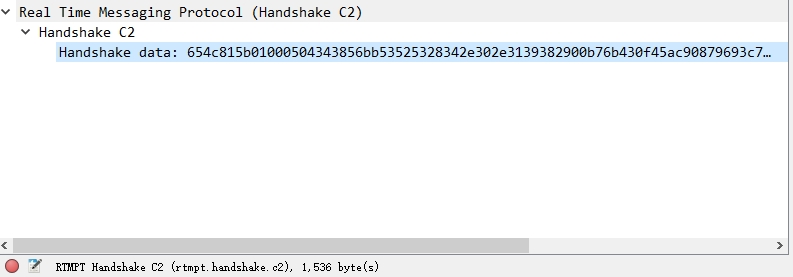 Real Time Messaging Protocol (Handshake C2)
Handshake C2
Handshake data: 654c815b01000504343856bb53525328342e302e3139382900b76b430f45ac90879693c7…
RTMPT Handshake C2 (rtmpt.handshake.c2), 1,536 byte(s)